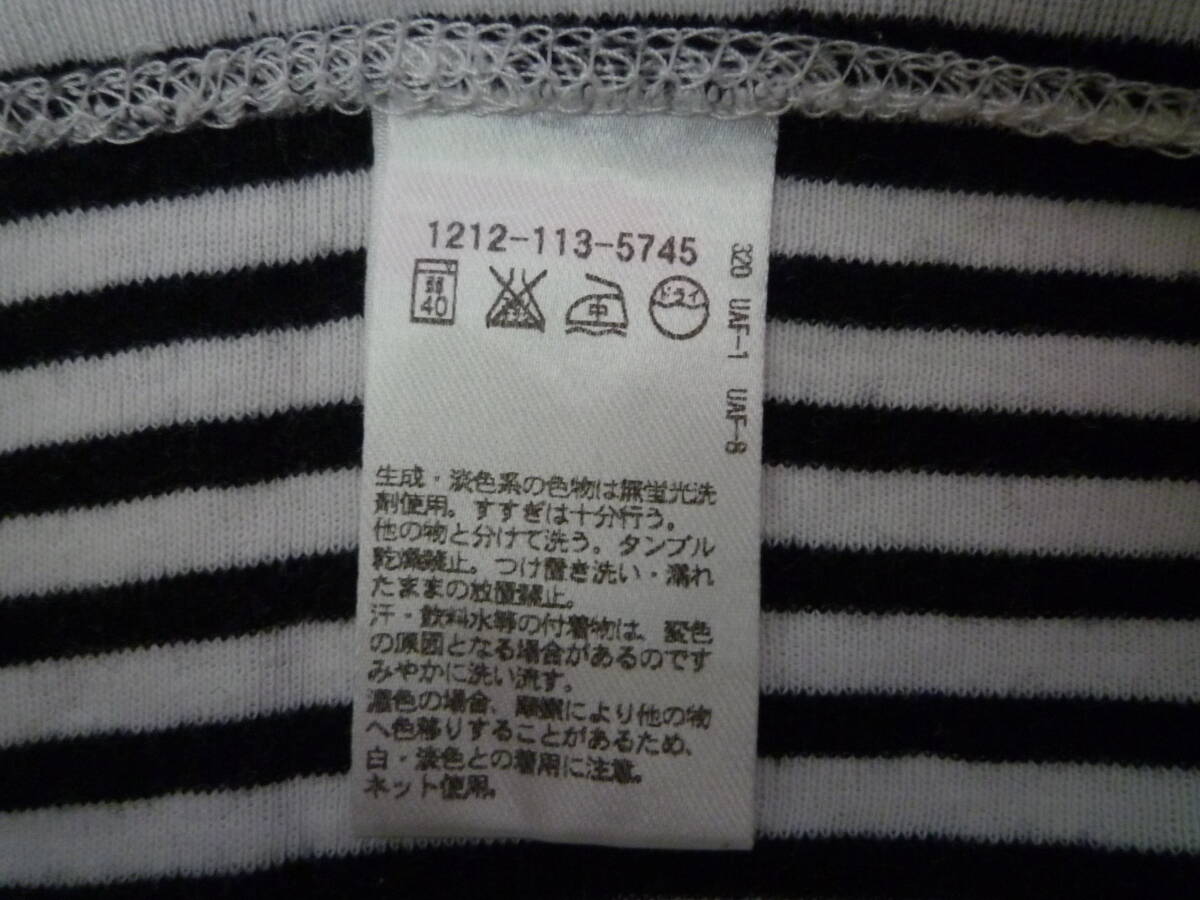 1212-113-5745
弱
40
エンソ
サラシ
中
ドライ
320 UAF-1 UAF-8
生成・淡色系の色物は無蛍光洗
剤使用。すすぎは十分行う。
他の物と分けて洗う。タンブル
乾燥禁止。つけ置き洗い・濡れ
たままの放置禁止。
汗・飲料水等の付着物は、変色
の原因となる場合があるのです
みやかに洗い流す。
濃色の場合、摩擦により他の物
へ色移りすることがあるため、
白・淡色との着用に注意。
ネット使用。